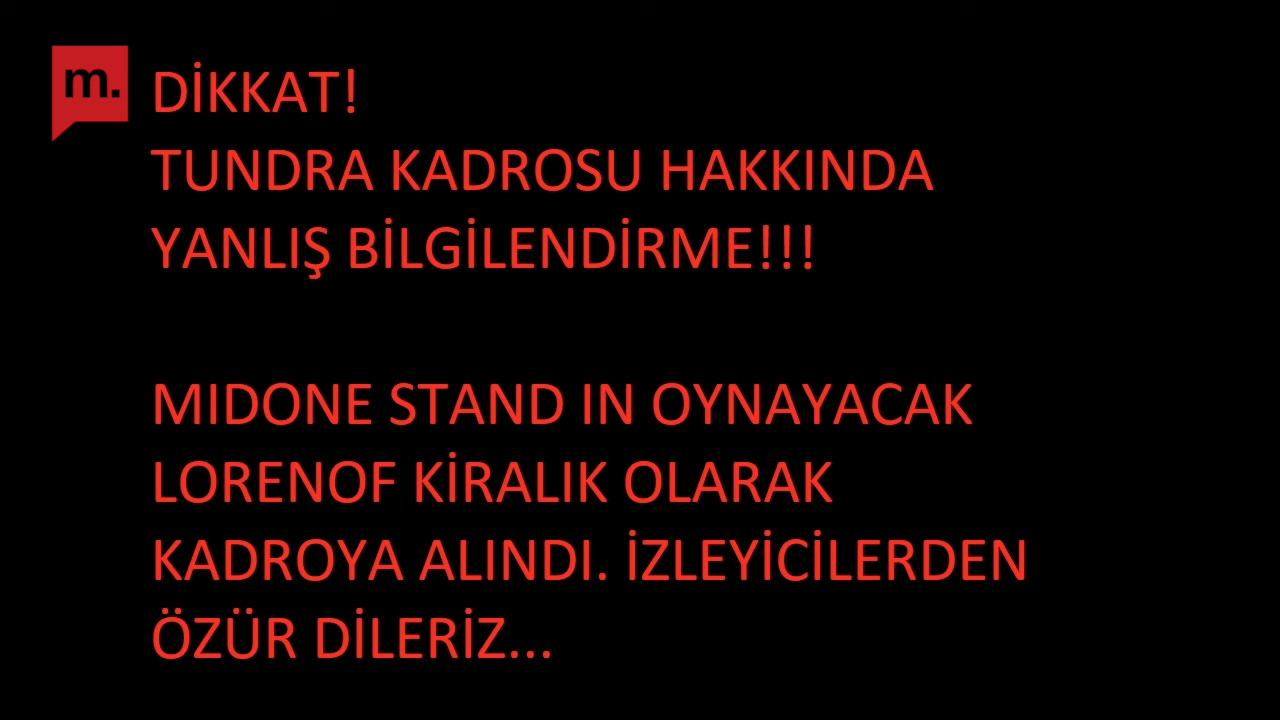 m.
DİKKAT!
TUNDRA KADROSU HAKKINDA
YANLIŞ BİLGİLENDİRME!!!
MIDONE STAND IN OYNAYACAK
LORENOF KİRALIK OLARAK
KADROYA ALINDI. İZLEYİCİLERDEN
ÖZÜR DİLERİZ...